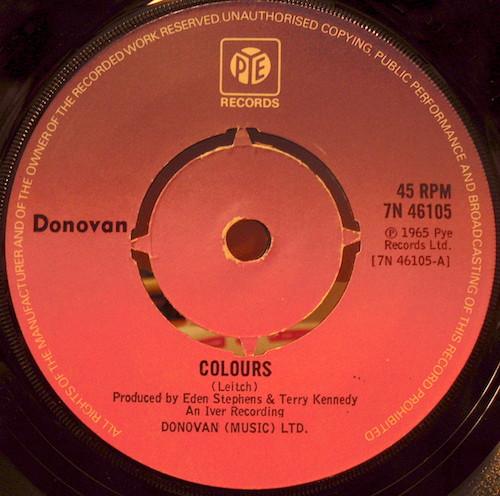 ALL RIGHTS OF THE MANUFACTURER AND OF THE OWNER OF THE RECORDED WORK RESERVED. UNAUTHORISED COPYING, PUBLIC PERFORMANCE AND BROADCASTING OF THIS RECORD PROHIBITED
PYE
RECORDS
45 RPM
7N 46105
Donovan
℗ 1965 Pye
Records Ltd.
[7N 46105-A]
COLOURS
(Leitch)
Produced by Eden Stephens & Terry Kennedy
An Iver Recording
DONOVAN (MUSIC) LTD.